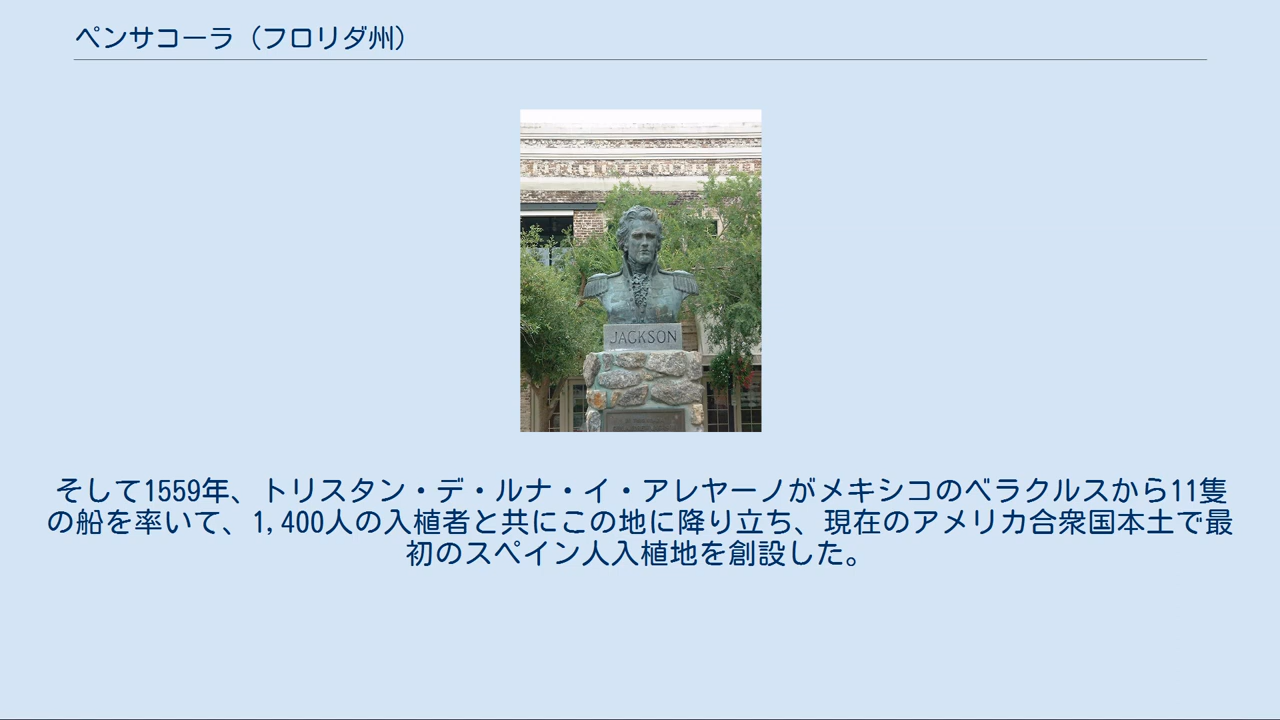 ペンサコーラ（フロリダ州）
JACKSON
そして1559年、トリスタン・デ・ルナ・イ・アレヤーノがメキシコのベラクルスから11隻
の船を率いて、1,400人の入植者と共にこの地に降り立ち、現在のアメリカ合衆国本土で最
初のスペイン人入植地を創設した。